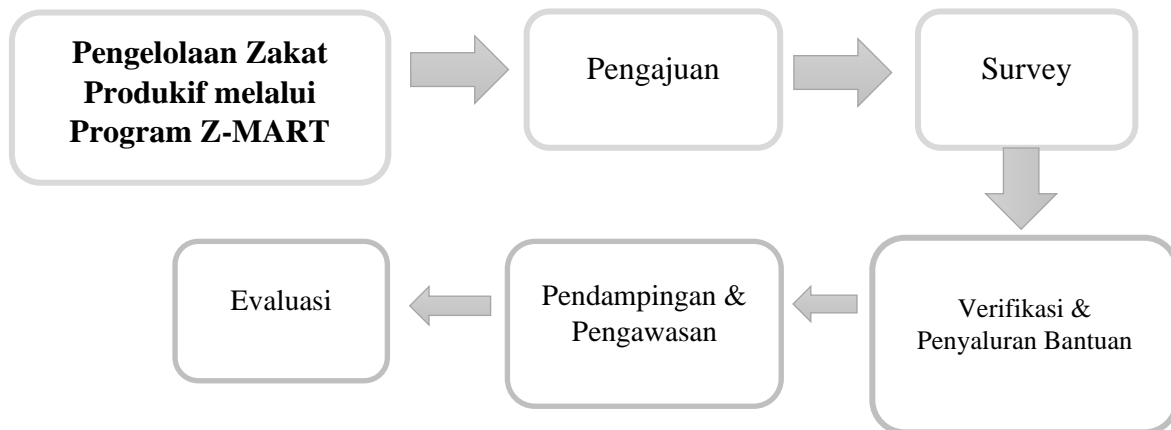 Pengelolaan Zakat
Produkif melalui
Program Z-MART
Pengajuan
Survey
Verifikasi &
Penyaluran Bantuan
Pendampingan &
Pengawasan
Evaluasi